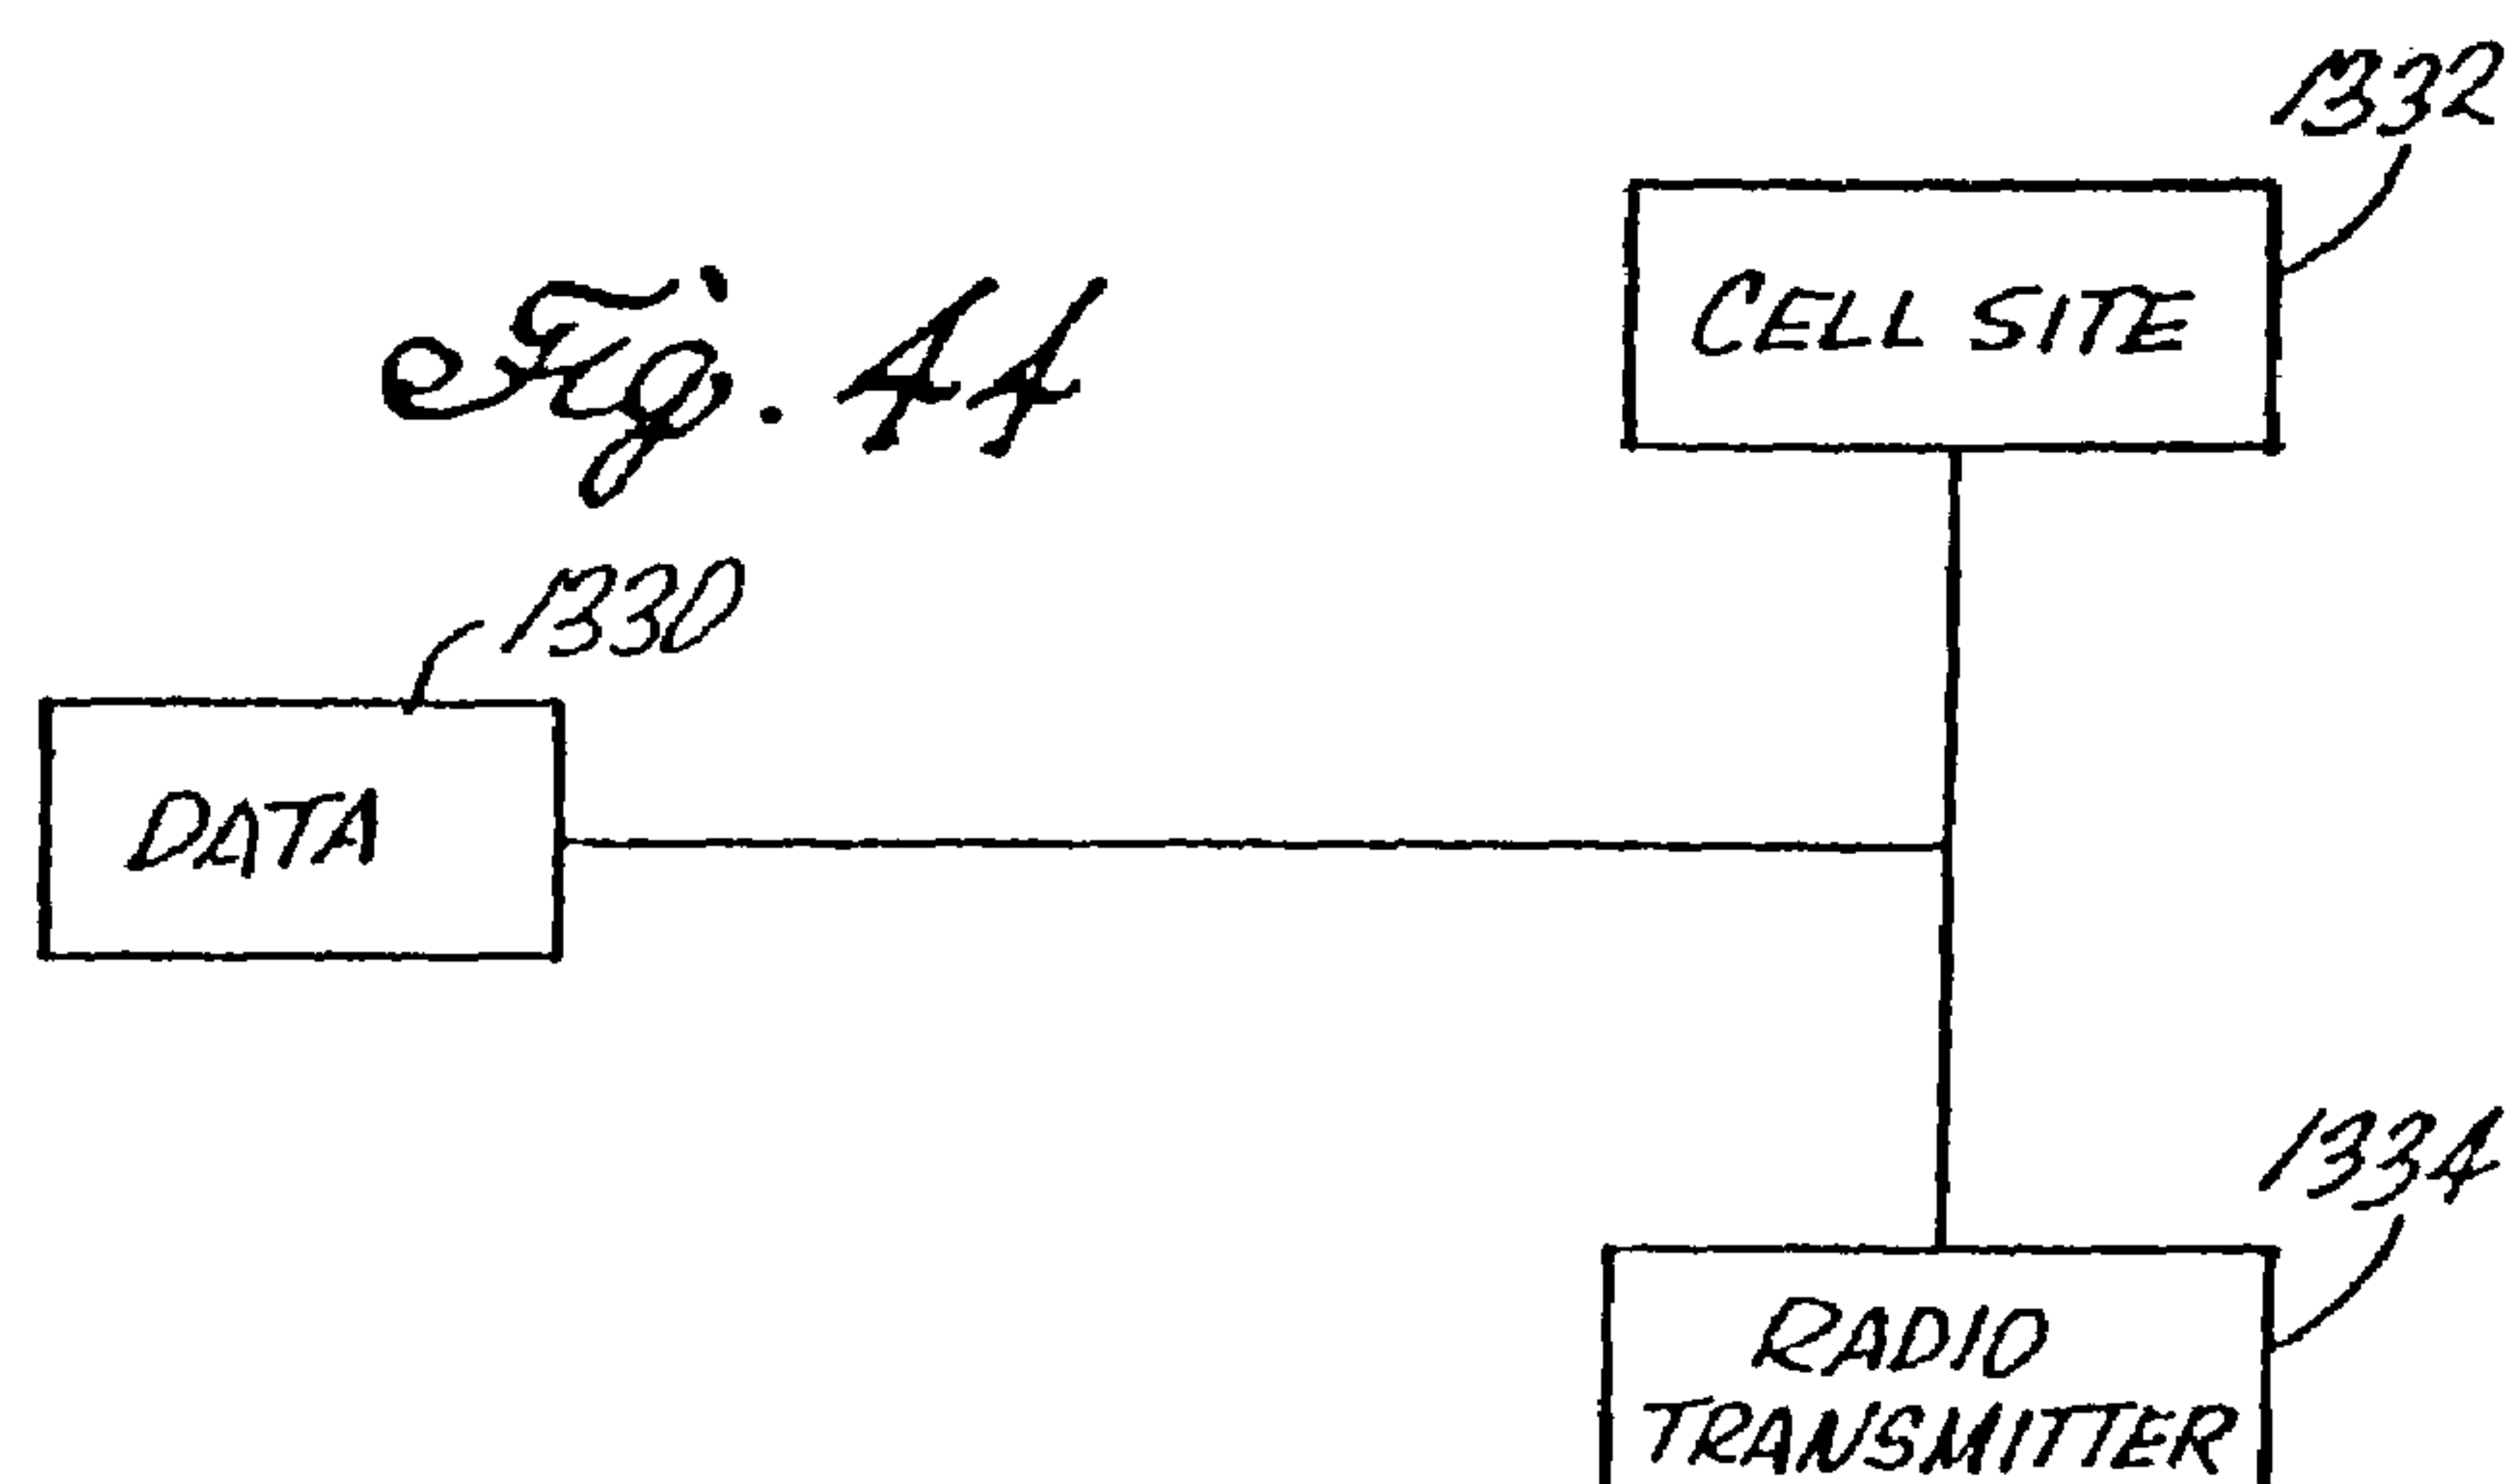 1332
CELL SITE
Fig. 44
1330
DATA
1334
RADIO
TRANSMITTER